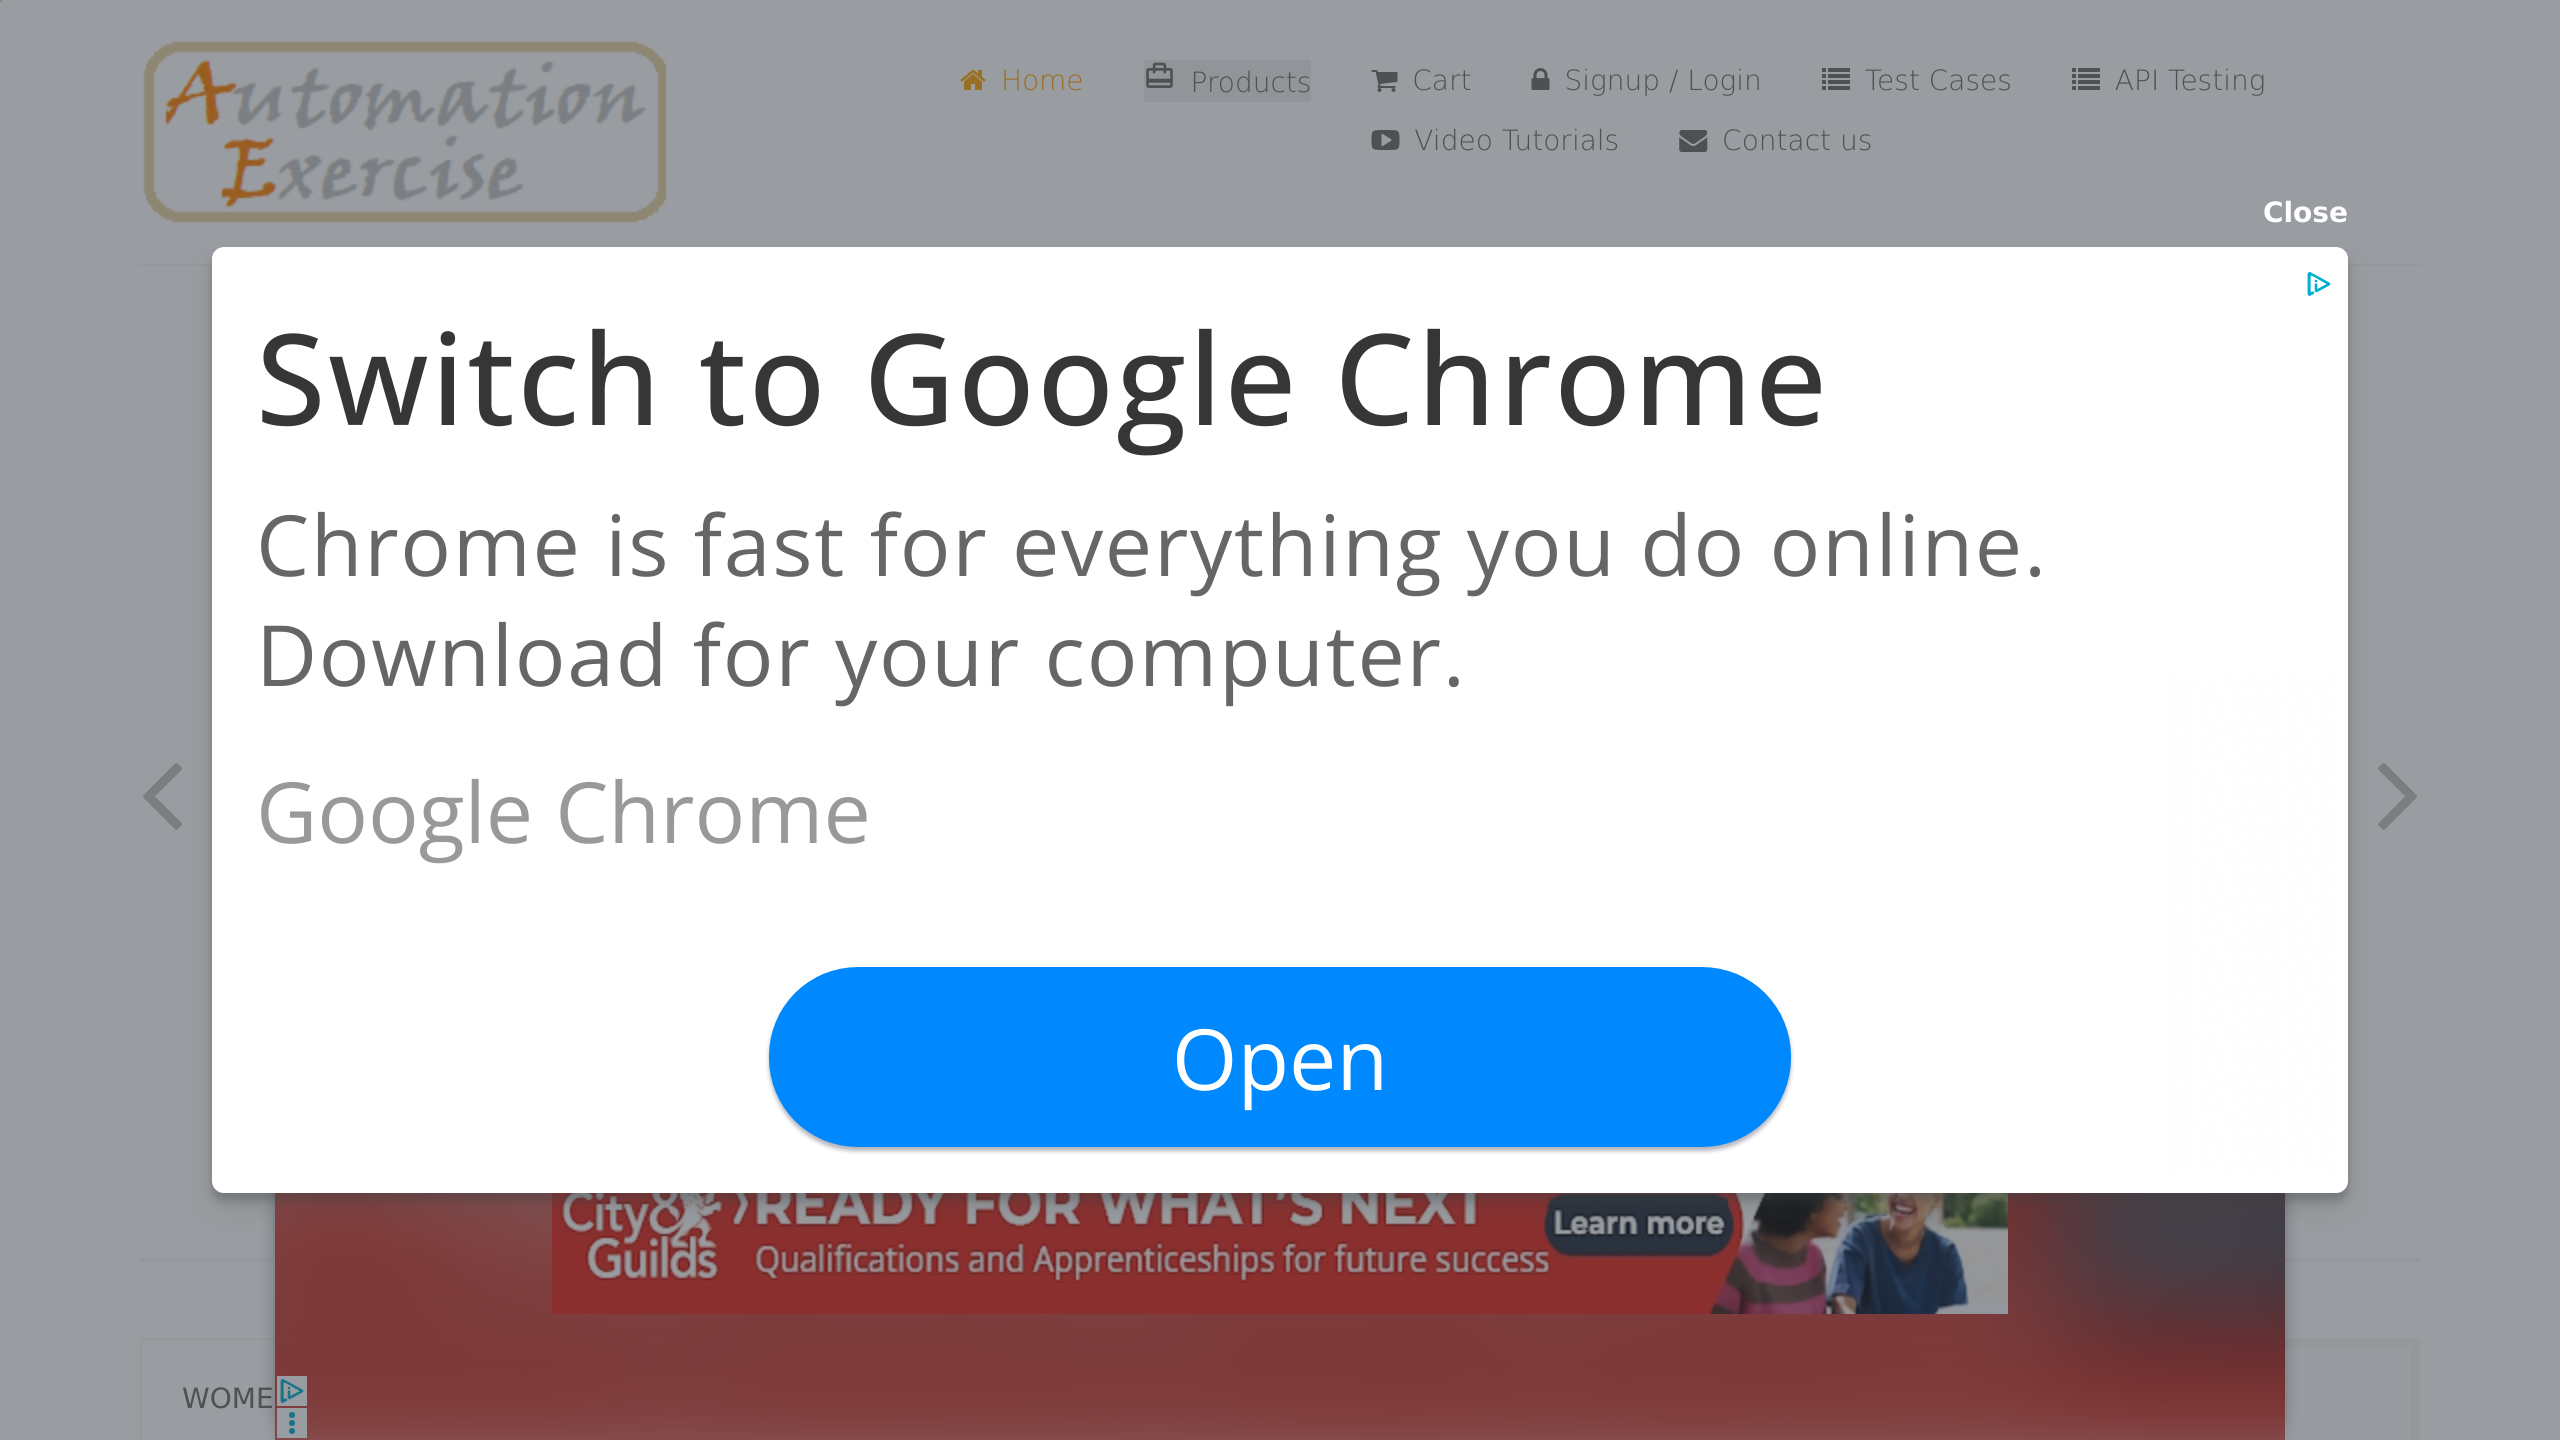 Automation
Exercise
Home
Products
Cart
Signup / Login
Test Cases
API Testing
Video Tutorials
Contact us
Close
Switch to Google Chrome
Chrome is fast for everything you do online.
Download for your computer.
Google Chrome
Open
City&
Guilds
READY FOR WHAT'S NEXT
Qualifications and Apprenticeships for future success
Learn more
WOME